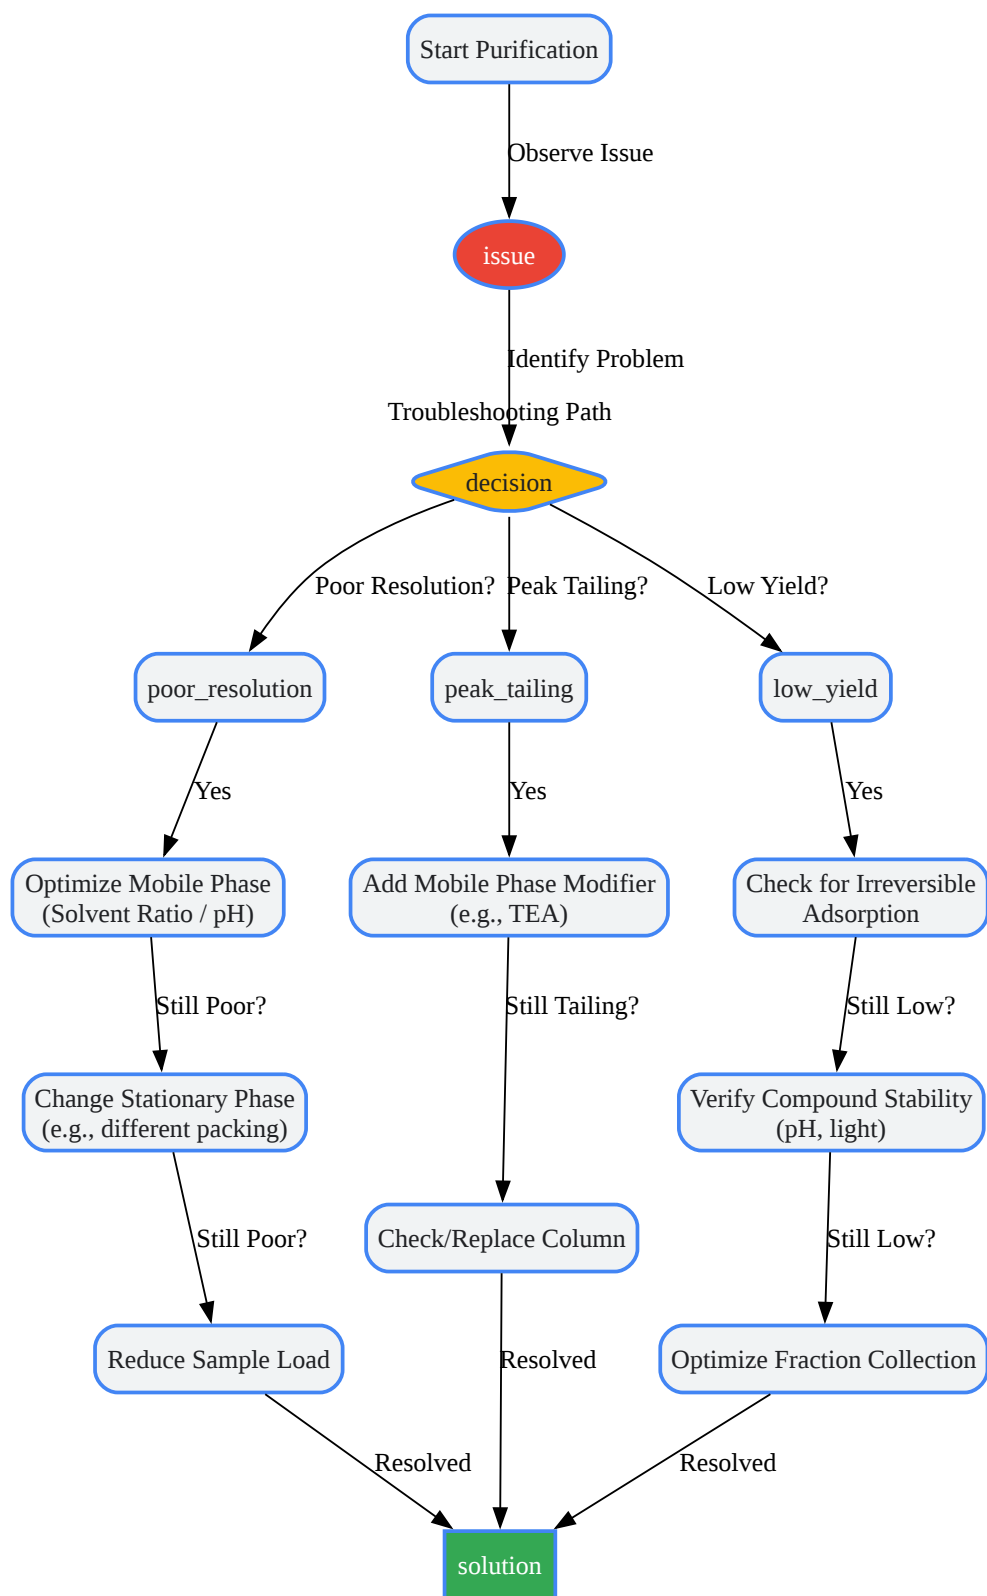 Start Purification
Observe Issue
issue
Identify Problem
Troubleshooting Path
decision
Poor Resolution?
Peak Tailing?
Low Yield?
poor_resolution
peak_tailing
low_yield
Yes
Yes
Yes
Optimize Mobile Phase
(Solvent Ratio / pH)
Add Mobile Phase Modifier
(e.g., TEA)
Check for Irreversible
Adsorption
Still Poor?
Still Tailing?
Still Low?
Change Stationary Phase
(e.g., different packing)
Verify Compound Stability
(pH, light)
Still Poor?
Check/Replace Column
Still Low?
Reduce Sample Load
Resolved
Optimize Fraction Collection
Resolved
Resolved
solution